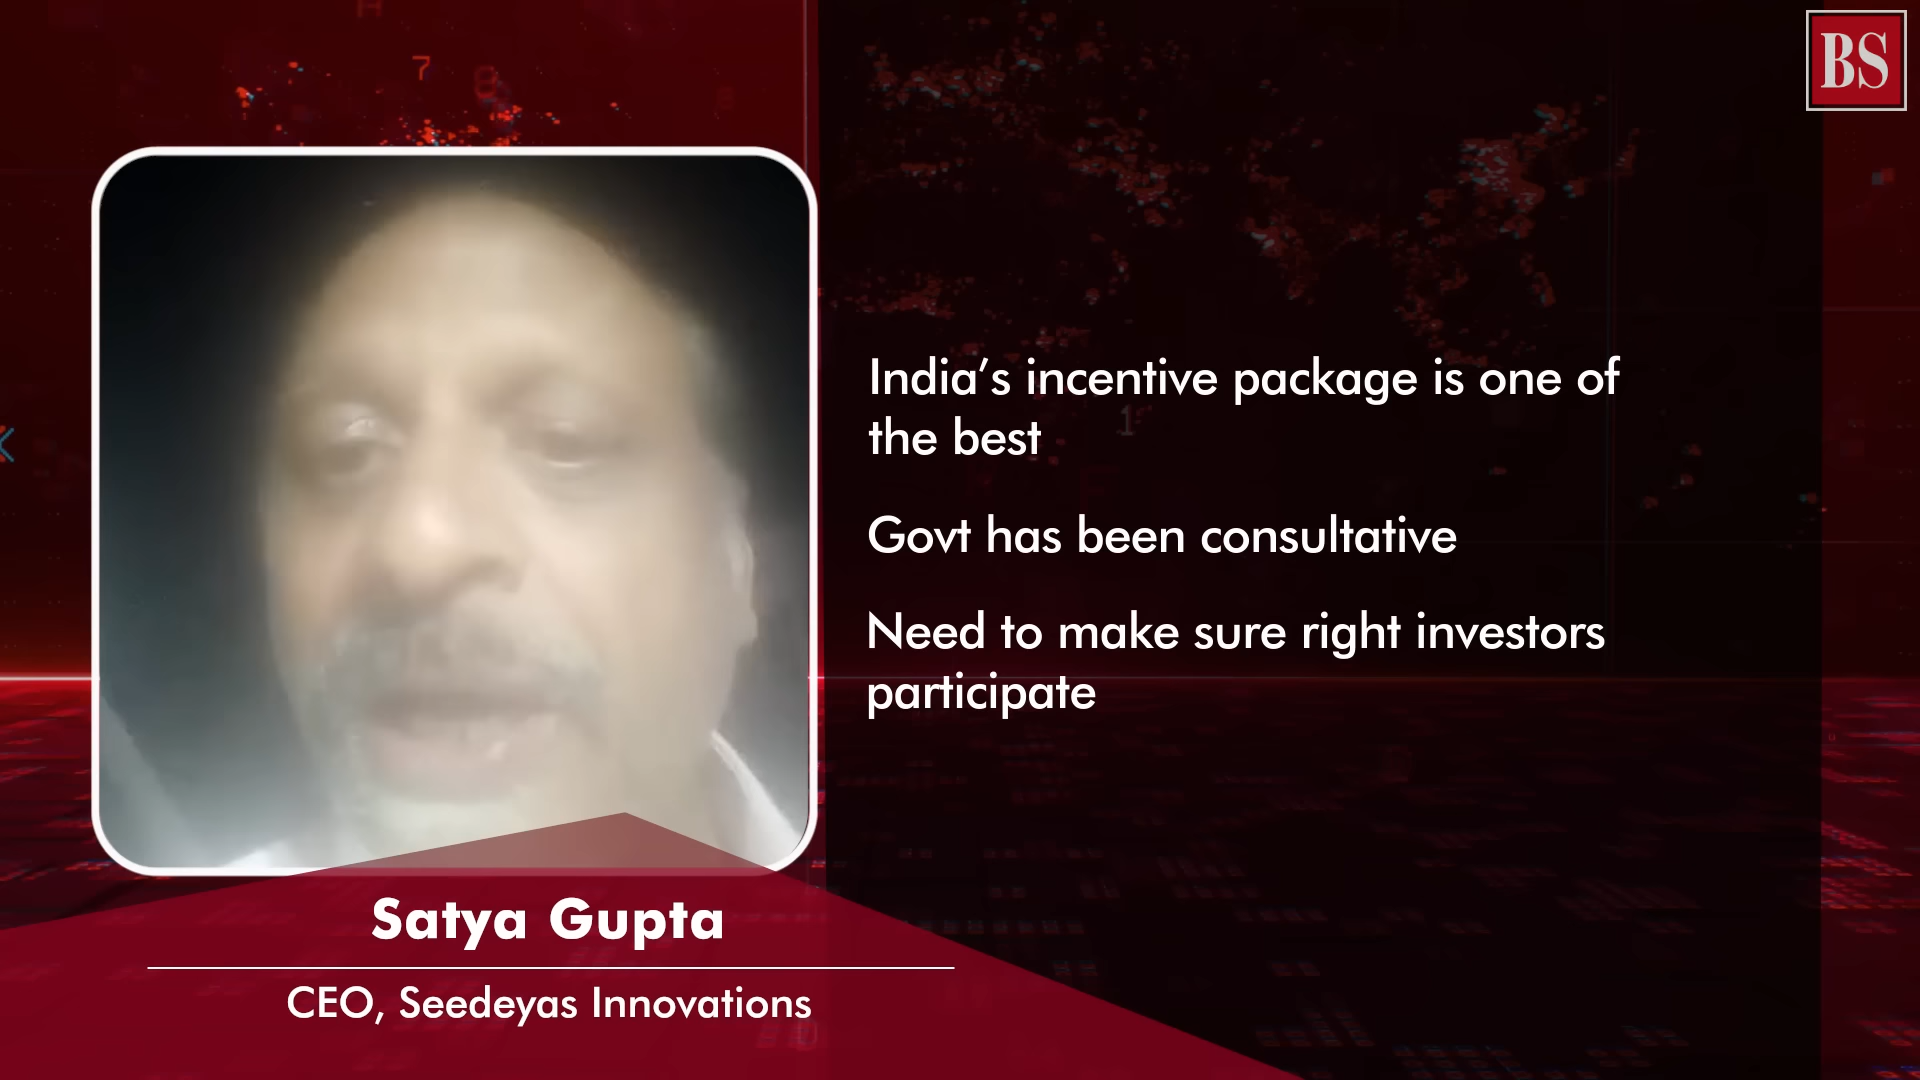 BS
India’s incentive package is one of
the best
Govt has been consultative
Need to make sure right investors
participate
Satya Gupta
CEO, Seedeyas Innovations